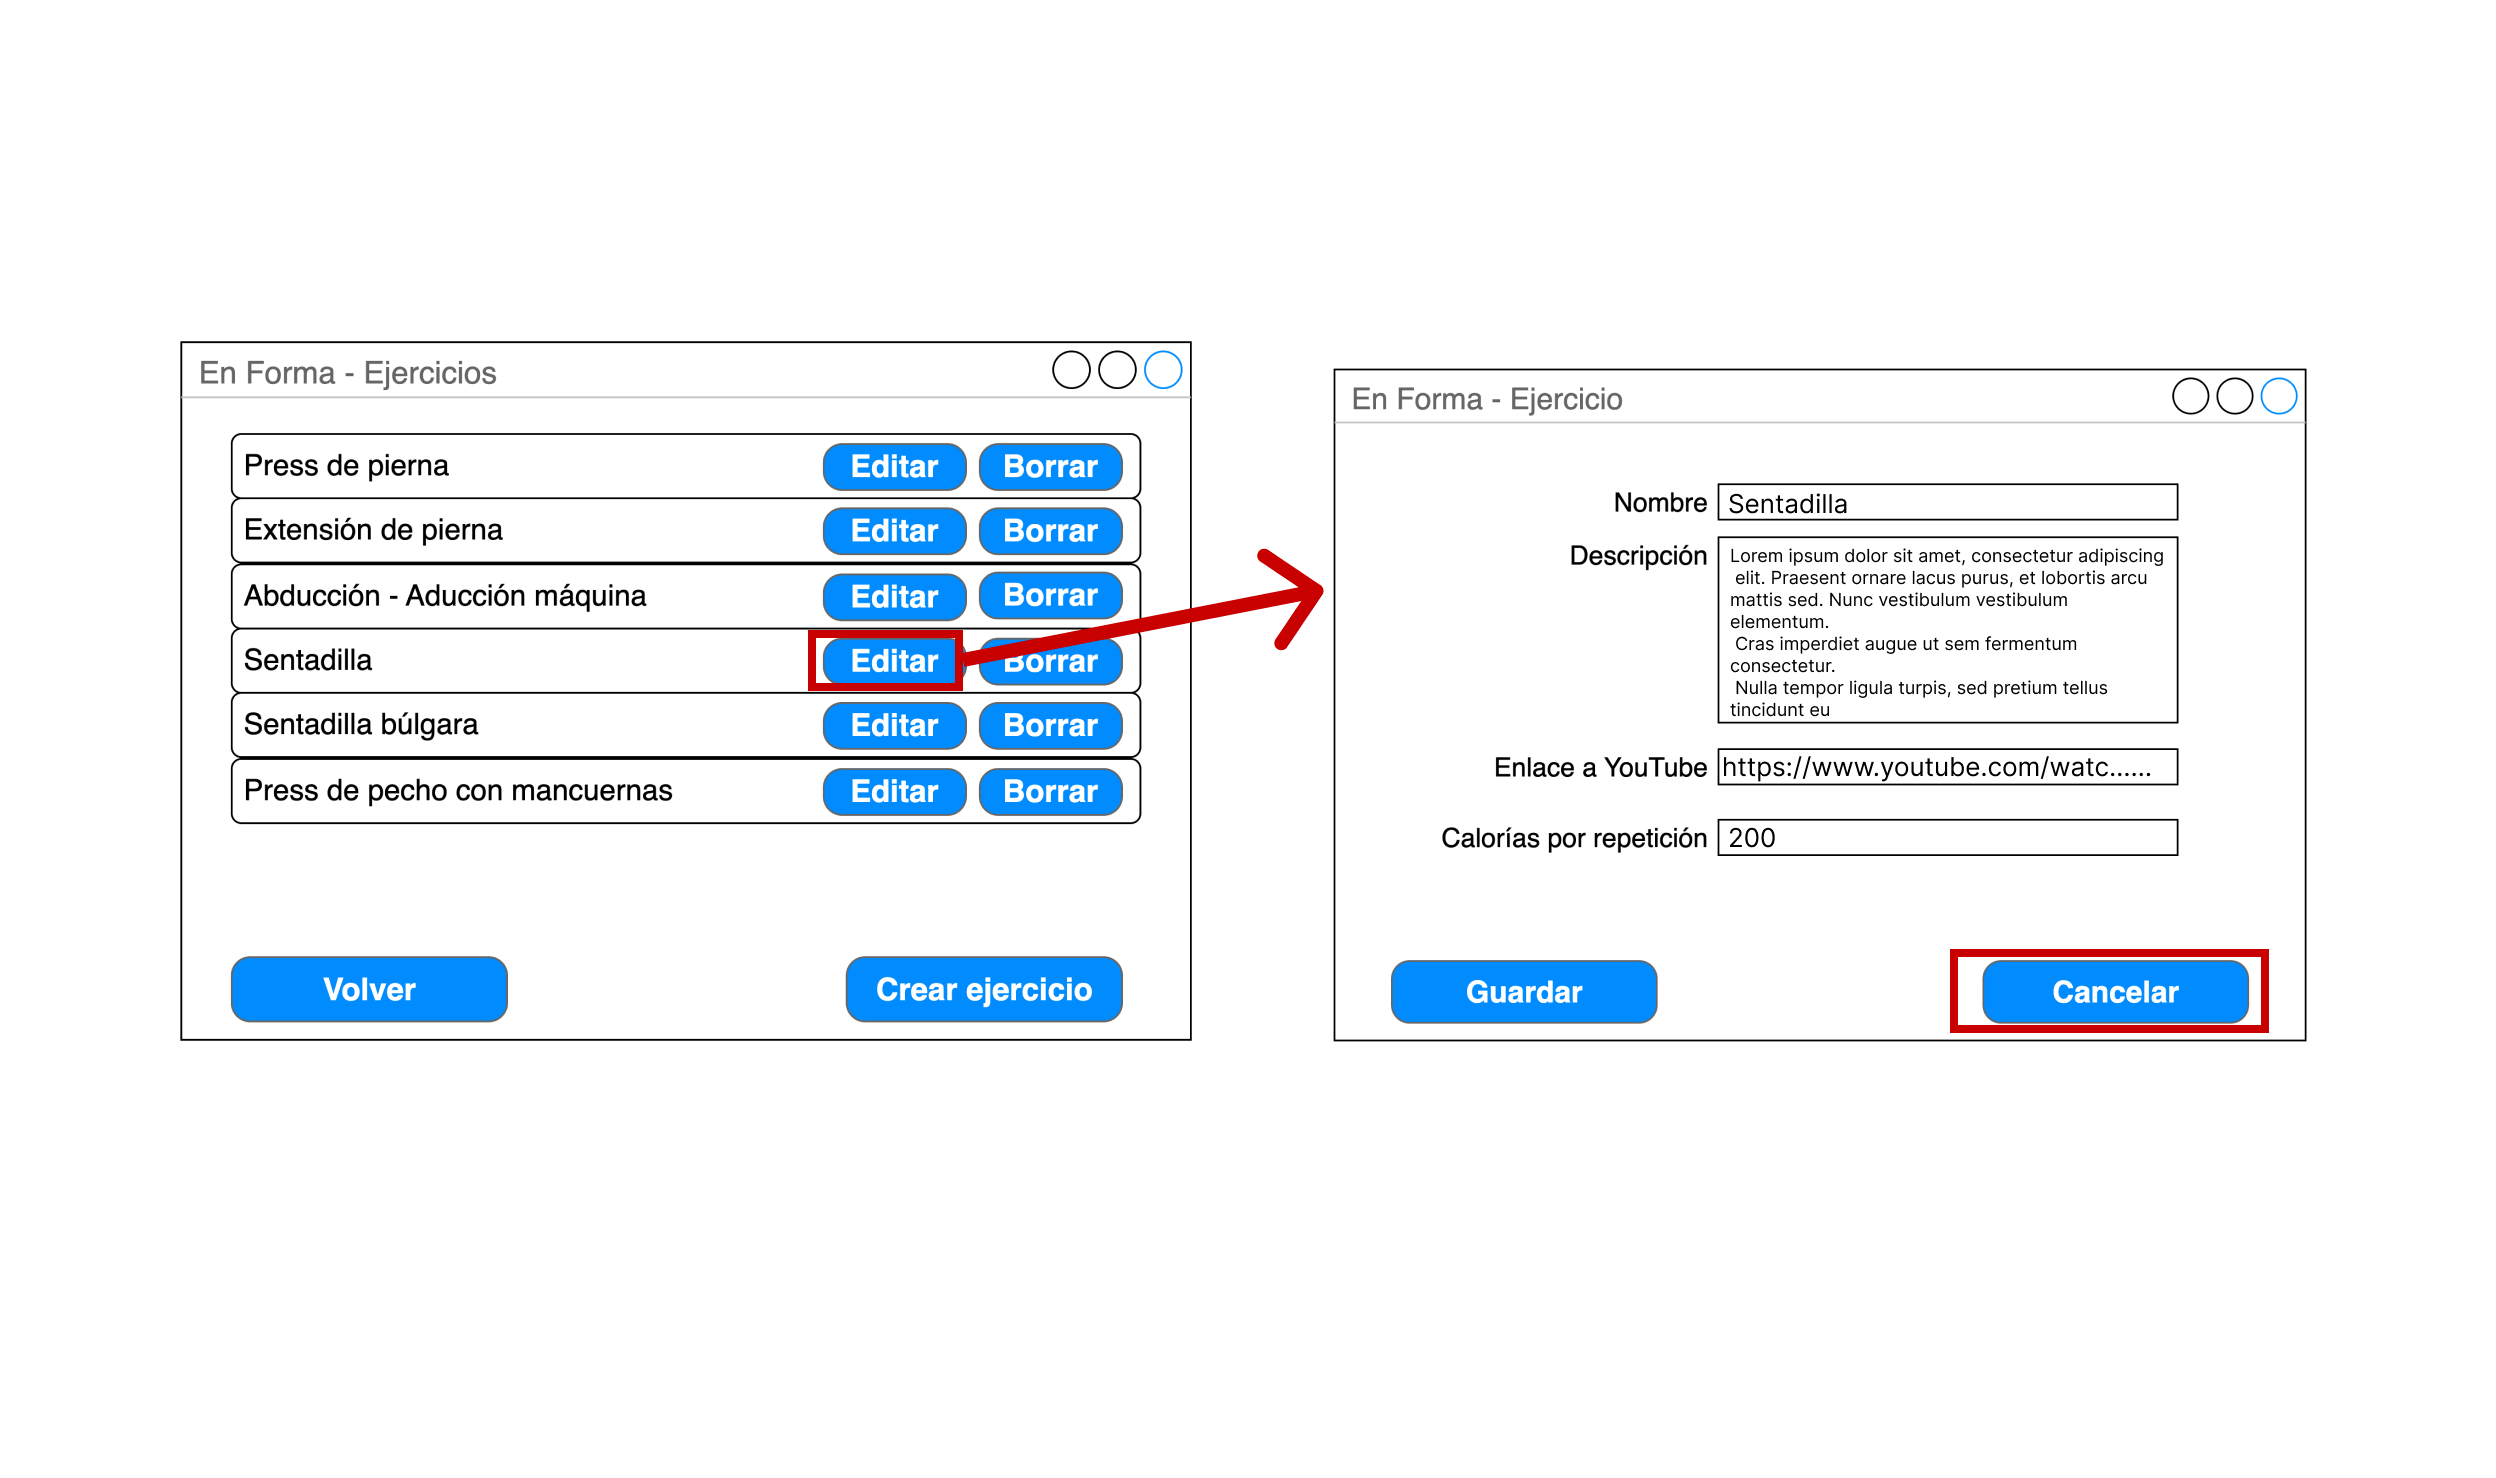 En Forma - Ejercicios
Press de pierna Editar Borrar
Extensión de pierna Editar Borrar
Abducción - Aducción máquina Editar Borrar
Sentadilla Editar Borrar
Sentadilla búlgara Editar Borrar
Press de pecho con mancuernas Editar Borrar
Volver Crear ejercicio
En Forma - Ejercicio
Nombre Sentadilla
Descripción Lorem ipsum dolor sit amet, consectetur adipiscing
elit. Praesent ornare lacus purus, et lobortis arcu
mattis sed. Nunc vestibulum vestibulum
elementum.
Cras imperdiet augue ut sem fermentum
consectetur.
Nulla tempor ligula turpis, sed pretium tellus
tincidunt eu
Enlace a YouTube https://www.youtube.com/watc......
Calorías por repetición 200
Guardar Cancelar